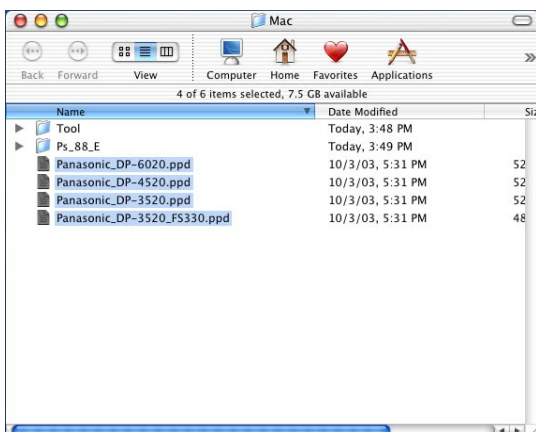 Mac
Back Forward View Computer Home Favorites Applications
4 of 6 items selected, 7.5 GB available
Name Date Modified Siz
Tool Today, 3:48 PM
Ps_88_E Today, 3:49 PM
Panasonic_DP-6020.ppd 10/3/03, 5:31 PM 52
Panasonic_DP-4520.ppd 10/3/03, 5:31 PM 52
Panasonic_DP-3520.ppd 10/3/03, 5:31 PM 52
Panasonic_DP-3520_FS330.ppd 10/3/03, 5:31 PM 48